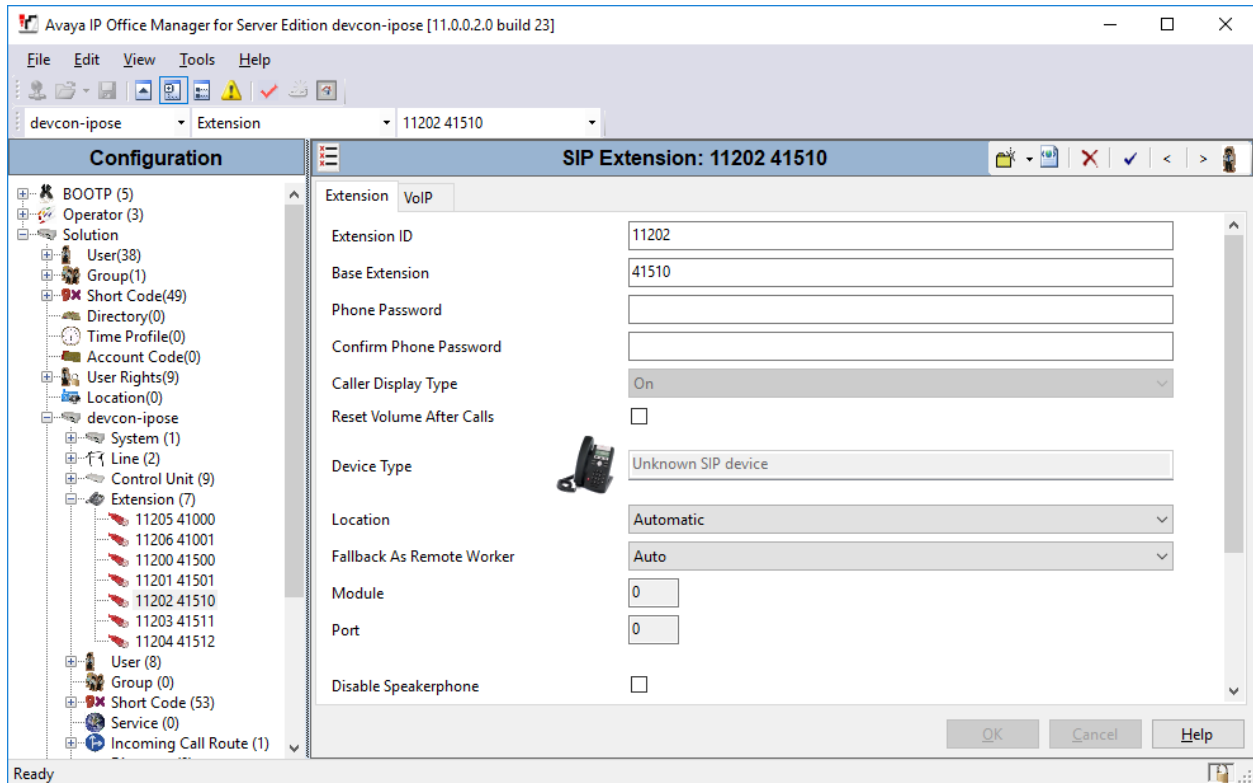 Avaya IP Office Manager for Server Edition devcon-ipose [11.0.0.2.0 build 23]
File Edit View Tools Help
devcon-ipose Extension 11202 41510
Configuration
BOOTP (5)
Operator (3)
Solution
User(38)
Group(1)
Short Code(49)
Directory(0)
Time Profile(0)
Account Code(0)
User Rights(9)
Location(0)
devcon-ipose
System (1)
Line (2)
Control Unit (9)
Extension (7)
11205 41000
11206 41001
11200 41500
11201 41501
11202 41510
11203 41511
11204 41512
User (8)
Group (0)
Short Code (53)
Service (0)
Incoming Call Route (1)
SIP Extension: 11202 41510
Extension VoIP
Extension ID 11202
Base Extension 41510
Phone Password
Confirm Phone Password
Caller Display Type On
Reset Volume After Calls
Device Type Unknown SIP device
Location Automatic
Fallback As Remote Worker Auto
Module 0
Port 0
Disable Speakerphone
OK Cancel Help
Ready